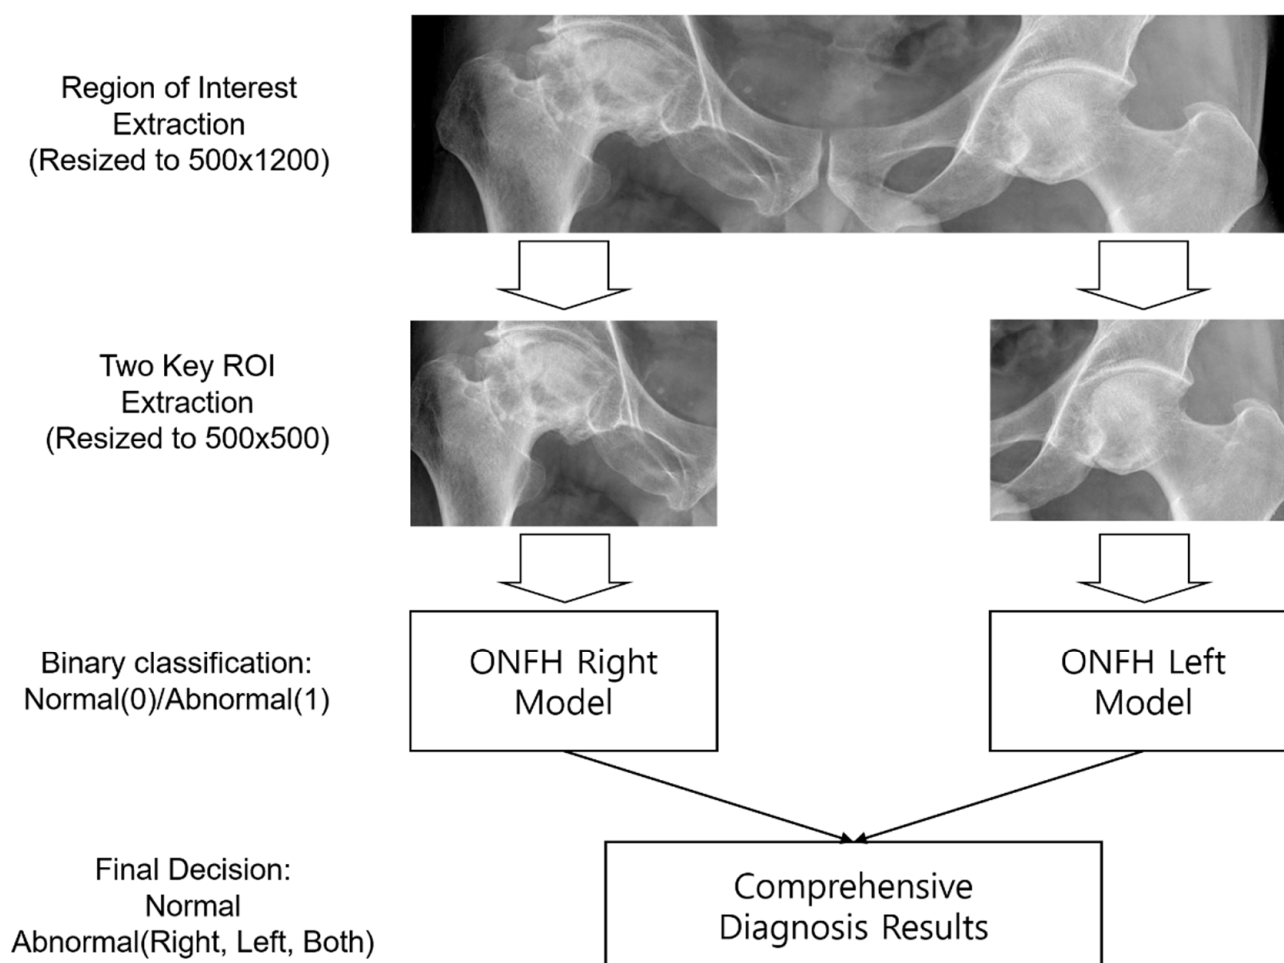 Region of Interest
Extraction
(Resized to 500x1200)
Two Key ROI
Extraction
(Resized to 500x500)
Binary classification:
Normal(0)/Abnormal(1)
ONFH Right
Model
ONFH Left
Model
Final Decision:
Normal
Abnormal(Right, Left, Both)
Comprehensive
Diagnosis Results